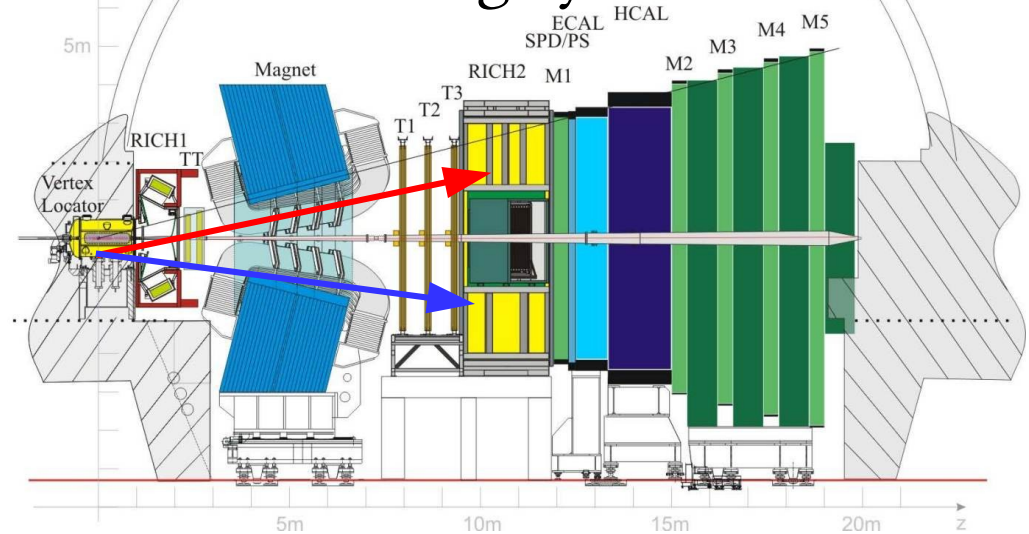 HCAL
ECAL
SPD/PS
M5
M4
M3
M2
M1
5m
Magnet
RICH2
T3
T2
T1
RICH1
TT
Vertex
Locator
5m
10m
15m
20m
z